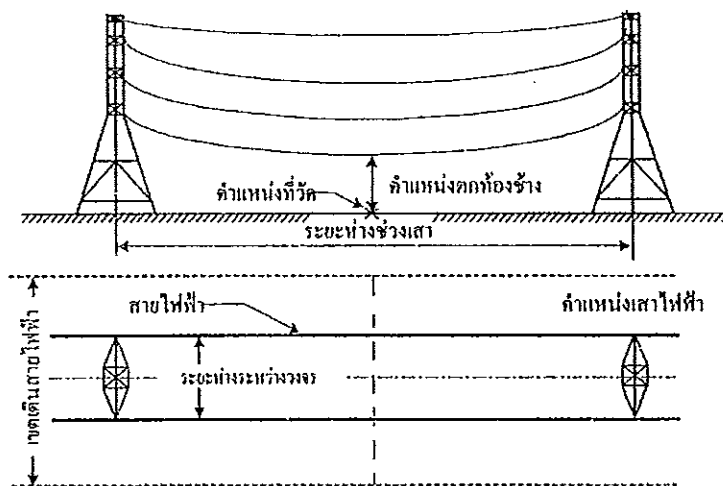 ตำแหน่งที่วัด
ตำแหน่งตกท้องช้าง
ระยะห่างช่วงเสา
สายไฟฟ้า
ตำแหน่งเสาไฟฟ้า
ระยะห่างระหว่างวงจร
เขตเดินสายไฟฟ้า